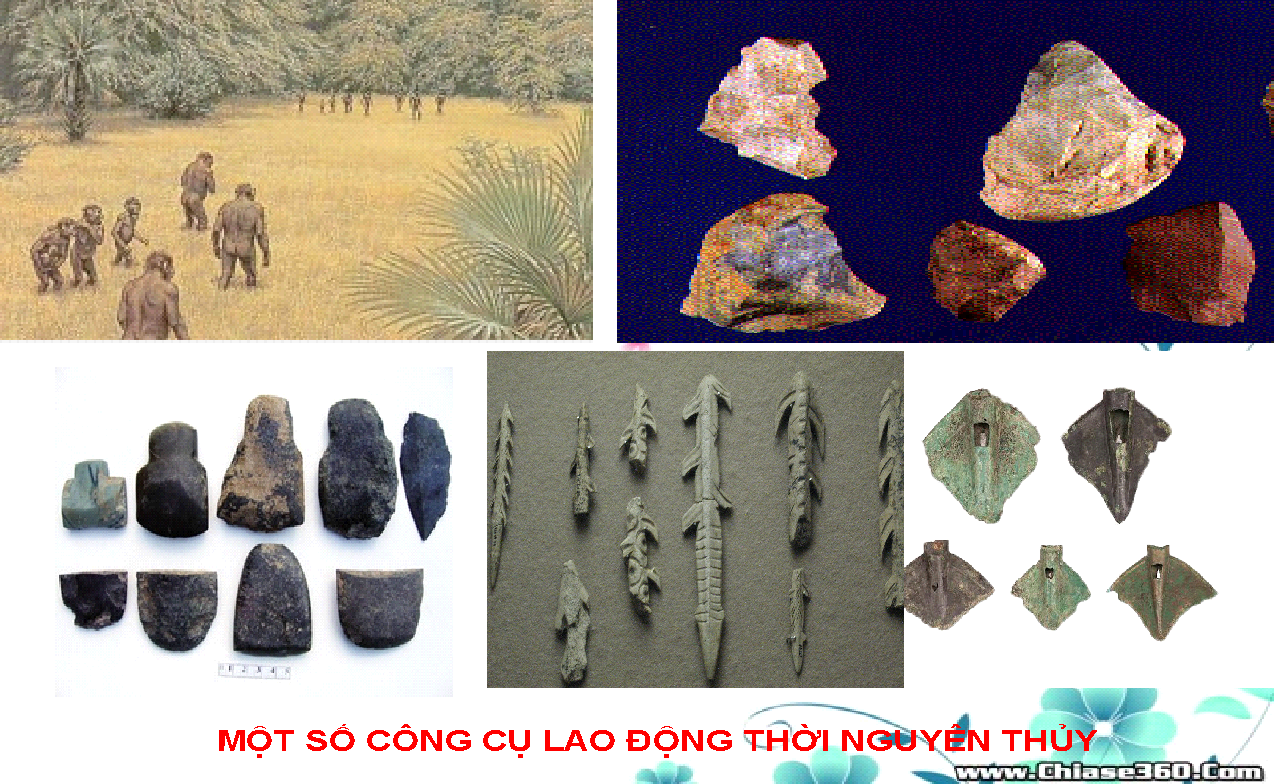 MỘT SỐ CÔNG CỤ LAO ĐỘNG THỜI NGUYÊN THỦY
www.Chiase360.Com